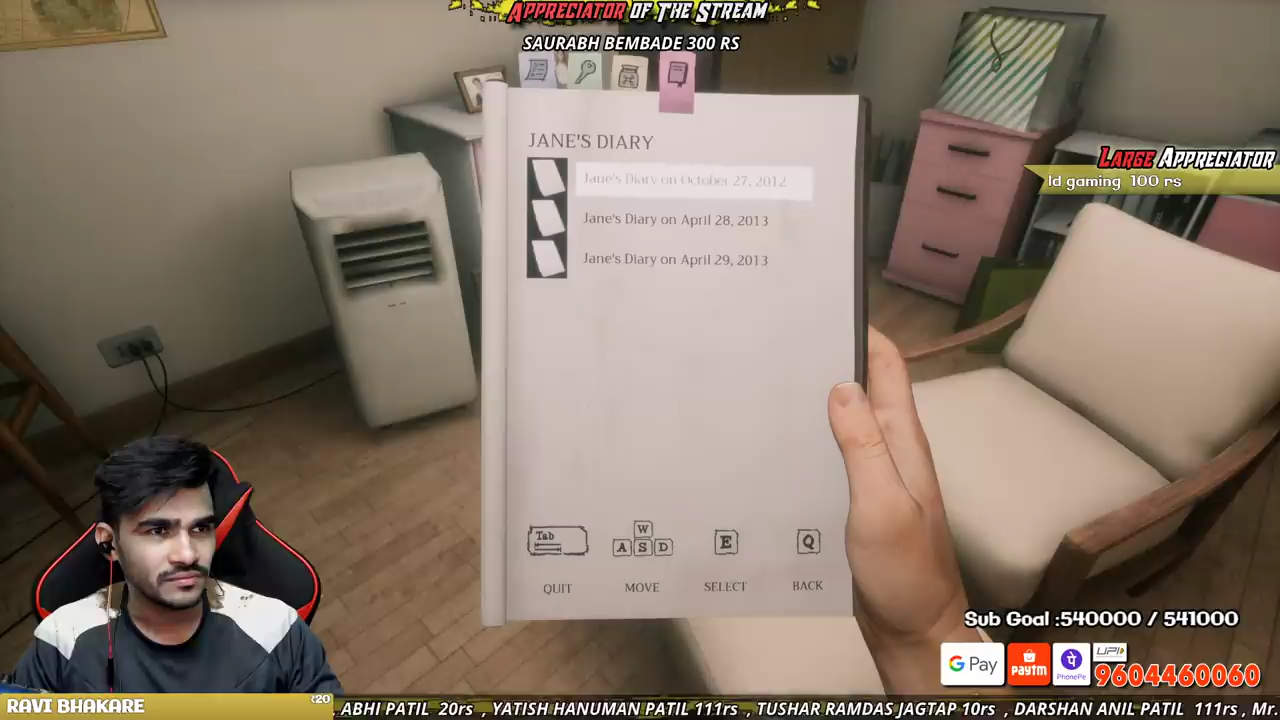 APPRECIATOR OF THE STREAM
SAURABH BEMBADE 300 RS
JANE'S DIARY
Jane's Diary on October 27, 2012
Jane's Diary on April 28, 2013
Jane's Diary on April 29, 2013
LARGE APPRECIATOR
Id gaming 100 rs
Tab
W
A S D
E
Q
QUIT
MOVE
SELECT
BACK
Sub Goal :540000 / 541000
G Pay
paytm
PhonePe
UPI
9604460060
RAVI BHAKARE
₹20
ABHI PATIL 20rs , YATISH HANUMAN PATIL 111rs , TUSHAR RAMDAS JAGTAP 10rs , DARSHAN ANIL PATIL 111rs , Mr.